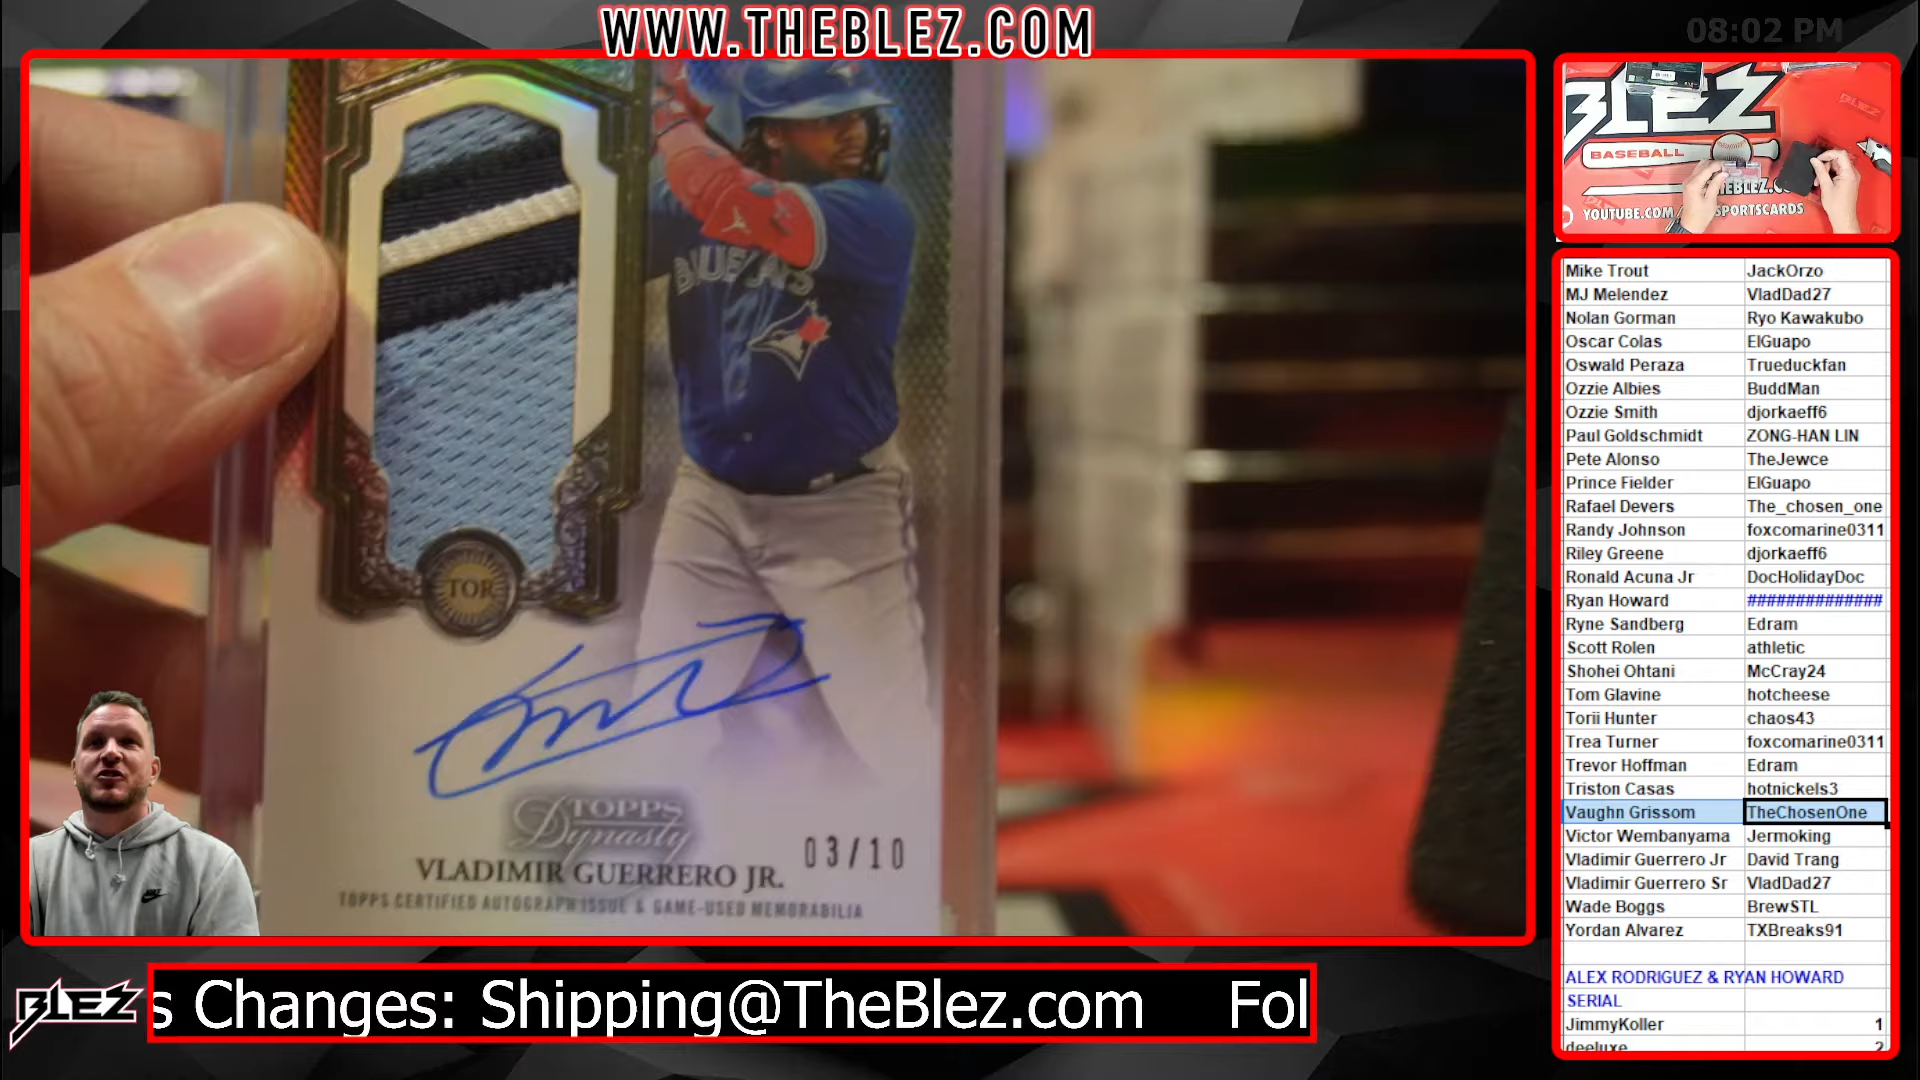 WWW.THEBLEZ.COM
08:02 PM
BLUE JAYS
TOR
TOPPS
Dynasty
03/10
VLADIMIR GUERRERO JR.
TOPPS CERTIFIED AUTOGRAPH ISSUE & GAME-USED MEMORABILIA
BLEZ
BASEBALL
YOUTUBE.COM
SPORTSCARDS
Mike Trout JackOrzo
MJ Melendez VladDad27
Nolan Gorman Ryo Kawakubo
Oscar Colas ElGuapo
Oswald Peraza Trueduckfan
Ozzie Albies BuddMan
Ozzie Smith djorkaeff6
Paul Goldschmidt ZONG-HAN LIN
Pete Alonso TheJewce
Prince Fielder ElGuapo
Rafael Devers The_chosen_one
Randy Johnson foxcomarine0311
Riley Greene djorkaeff6
Ronald Acuna Jr DocHolidayDoc
Ryan Howard ##############
Ryne Sandberg Edram
Scott Rolen athletic
Shohei Ohtani McCray24
Tom Glavine hotcheese
Torii Hunter chaos43
Trea Turner foxcomarine0311
Trevor Hoffman Edram
Triston Casas hotnickels3
Vaughn Grissom TheChosenOne
Victor Wembanyama Jermoking
Vladimir Guerrero Jr David Trang
Vladimir Guerrero Sr VladDad27
Wade Boggs BrewSTL
Yordan Alvarez TXBreaks91
ALEX RODRIGUEZ & RYAN HOWARD
SERIAL
JimmyKoller 1
deeluxe 2
BLEZ
s Changes: Shipping@TheBlez.com Fol